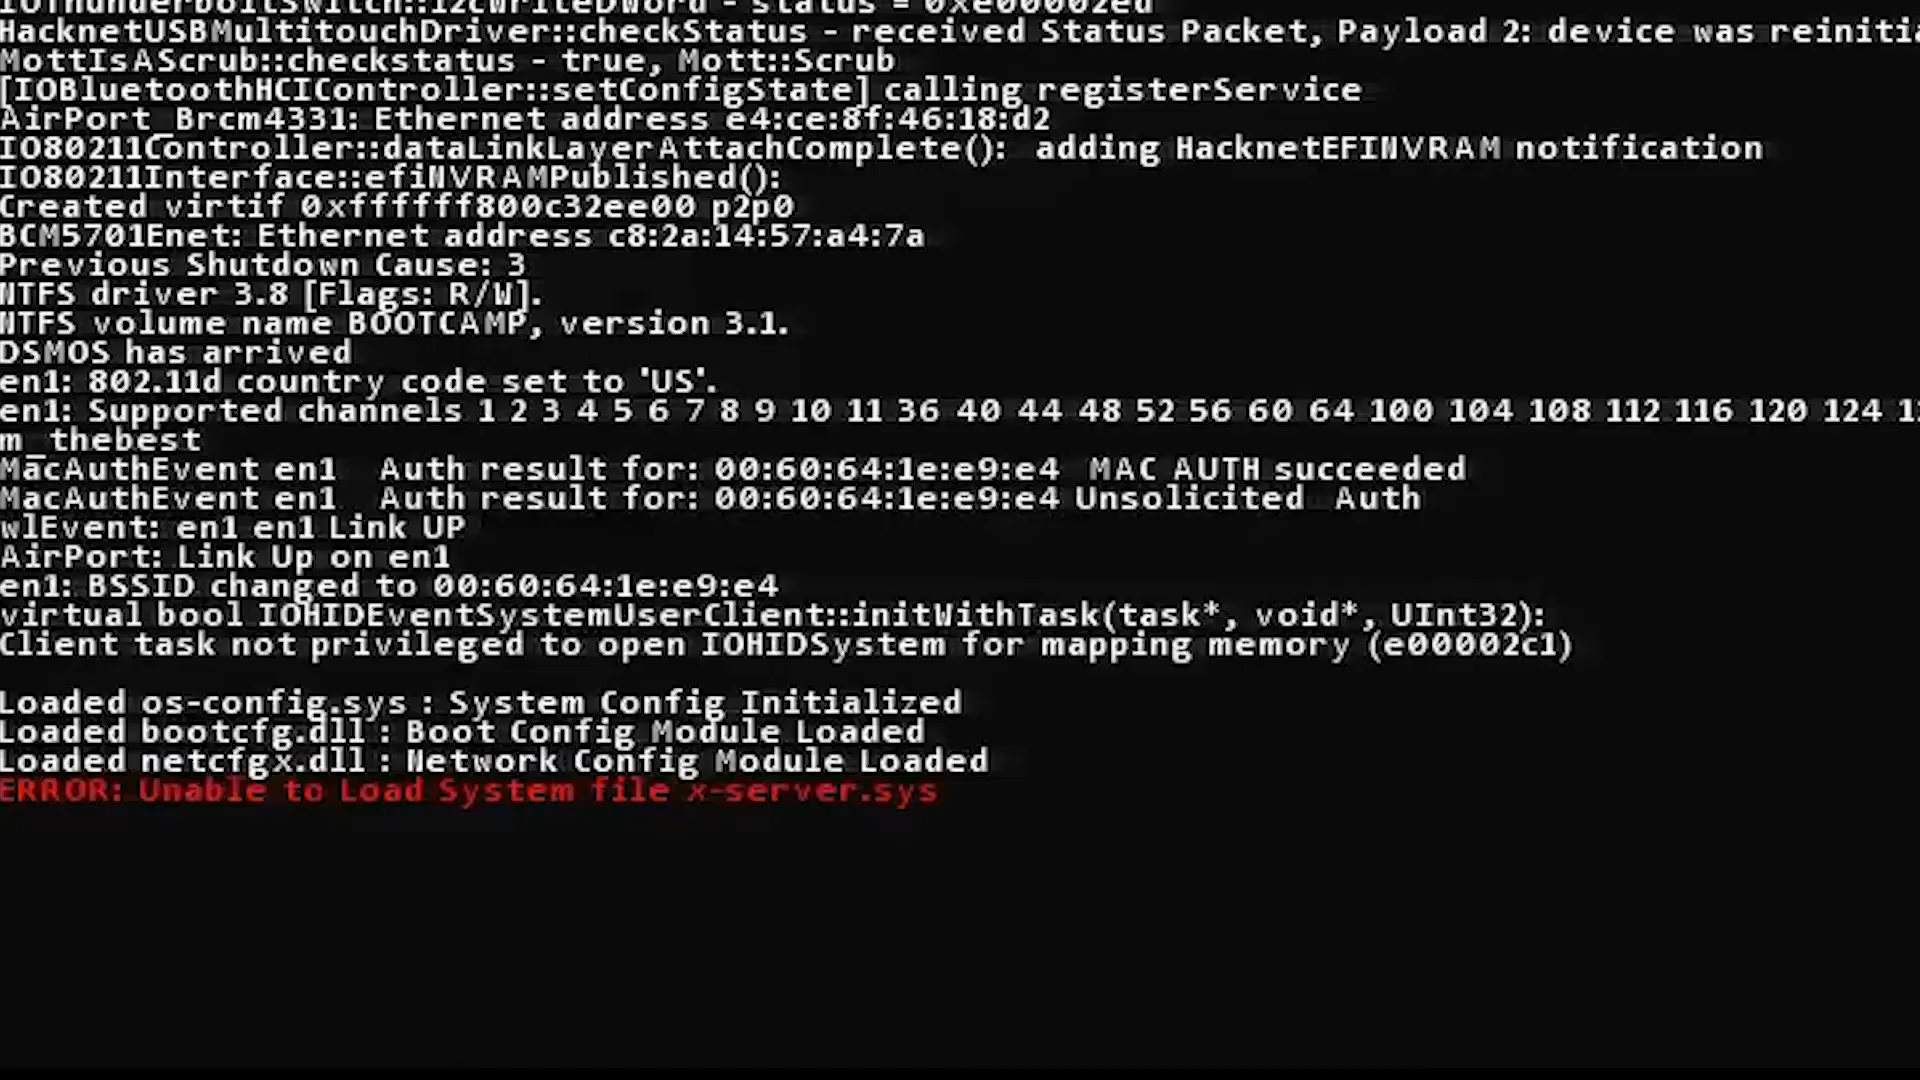 IOThunderboltSwitch::i2cWriteDWord - status = 0xe00002ed
HacknetUSBMultitouchDriver::checkStatus - received Status Packet, Payload 2: device was reinitia
MottIsAScrub::checkstatus - true, Mott::Scrub
[IOBluetoothHCIController::setConfigState] calling registerService
AirPort_Brcm4331: Ethernet address e4:ce:8f:46:18:d2
IO80211Controller::dataLinkLayerAttachComplete():  adding HacknetEFINVRAM notification
IO80211Interface::efiNVRAMPublished():
Created virtif 0xffffff800c32ee00 p2p0
BCM5701Enet: Ethernet address c8:2a:14:57:a4:7a
Previous Shutdown Cause: 3
NTFS driver 3.8 [Flags: R/W].
NTFS volume name BOOTCAMP, version 3.1.
DSMOS has arrived
en1: 802.11d country code set to 'US'.
en1: Supported channels 1 2 3 4 5 6 7 8 9 10 11 36 40 44 48 52 56 60 64 100 104 108 112 116 120 124
m_thebest
MacAuthEvent en1   Auth result for: 00:60:64:1e:e9:e4  MAC AUTH succeeded
MacAuthEvent en1   Auth result for: 00:60:64:1e:e9:e4 Unsolicited  Auth
wlEvent: en1 en1 Link UP
AirPort: Link Up on en1
en1: BSSID changed to 00:60:64:1e:e9:e4
virtual bool IOHIDEventSystemUserClient::initWithTask(task*, void*, UInt32):
Client task not privileged to open IOHIDSystem for mapping memory (e00002c1)
Loaded os-config.sys : System Config Initialized
Loaded bootcfg.dll : Boot Config Module Loaded
Loaded netcfgx.dll : Network Config Module Loaded
ERROR: Unable to Load System file x-server.sys